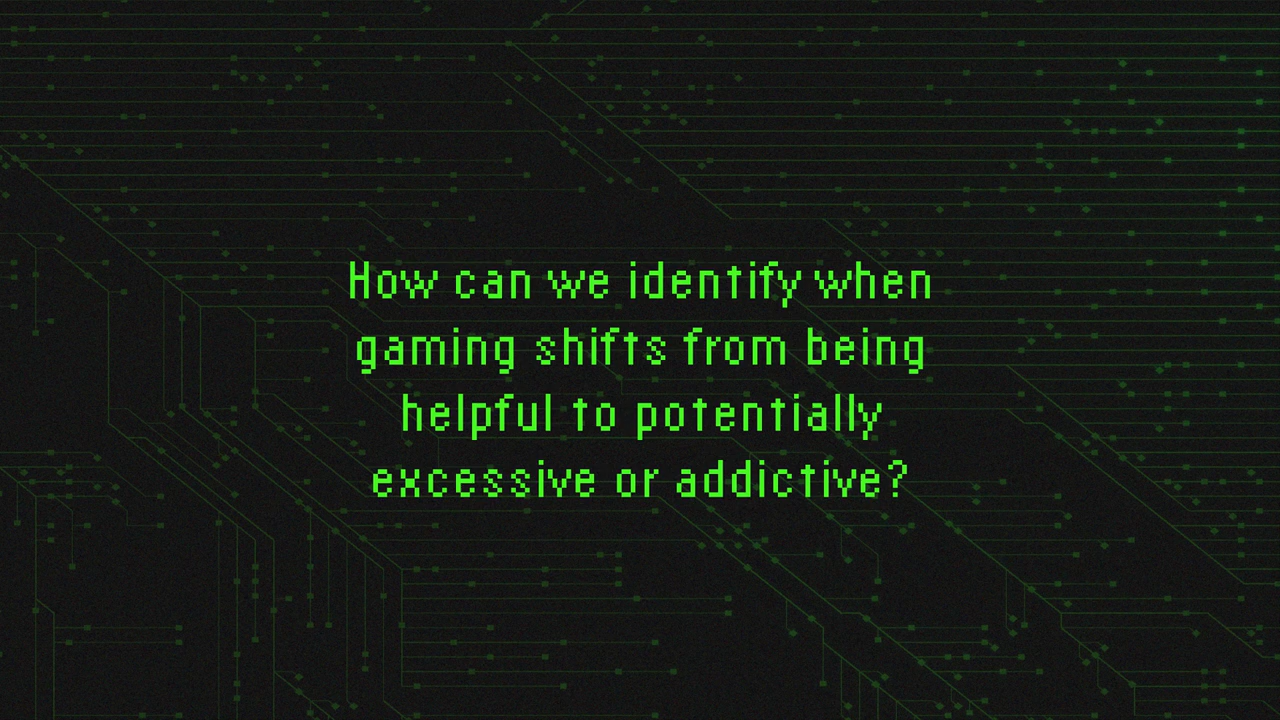 How can we identify when
gaming shifts from being
helpful to potentially
excessive or addictive?